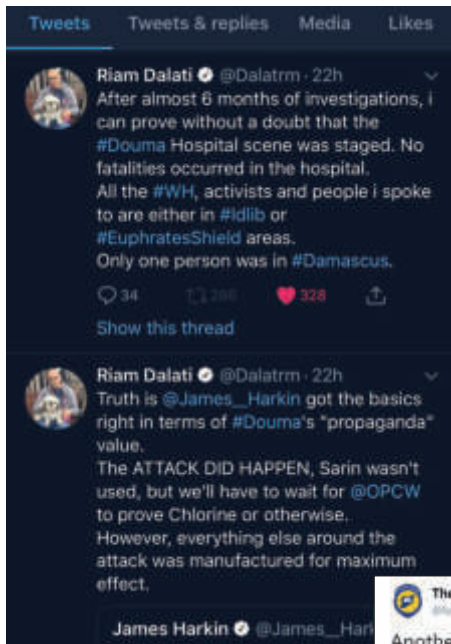 Tweets Tweets & replies Media Likes
Riam Dalati @Dalatrm · 22h
After almost 6 months of investigations, i
can prove without a doubt that the
#Douma Hospital scene was staged. No
fatalities occurred in the hospital.
All the #WH, activists and people i spoke
to are either in #Idlib or
#EuphratesShield areas.
Only one person was in #Damascus.
34 328
Show this thread
Riam Dalati @Dalatrm · 22h
Truth is @James__Harkin got the basics
right in terms of #Douma's "propaganda"
value.
The ATTACK DID HAPPEN, Sarin wasn't
used, but we'll have to wait for @OPCW
to prove Chlorine or otherwise.
However, everything else around the
attack was manufactured for maximum
effect.
The
James Harkin @James__Hark
Anothe